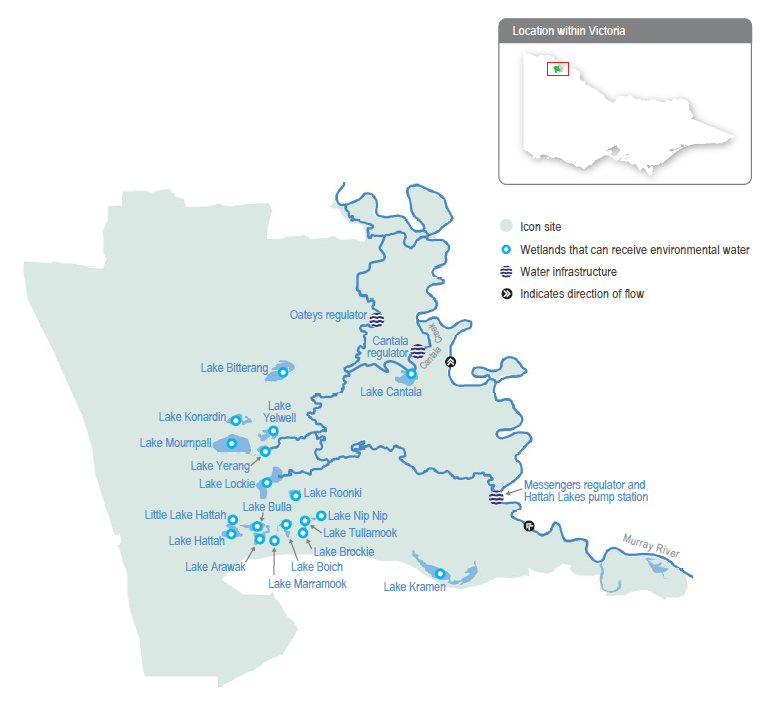 Location within Victoria
Icon site
Wetlands that can receive environmental water
Water infrastructure
Indicates direction of flow
Oateys regulator
Cantala
regulator
Cantala
Creek
Lake Cantala
Lake Bitterang
Lake Konardin
Lake
Yelwell
Lake Mournpall
Lake Yerang
Lake Lockie
Lake Roonki
Messengers regulator and
Hattah Lakes pump station
Lake Bulla
Little Lake Hattah
Lake Nip Nip
Lake Hattah
Lake Tullamook
Lake Brockie
Lake Arawak
Lake Boich
Lake Marramook
Lake Kramen
Murray River